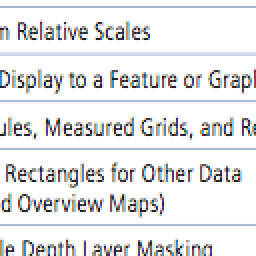 n Relative Scales
Display to a Feature or Graph
ules, Measured Grids, and Re
Rectangles for Other Data
d Overview Maps)
le Depth Layer Masking